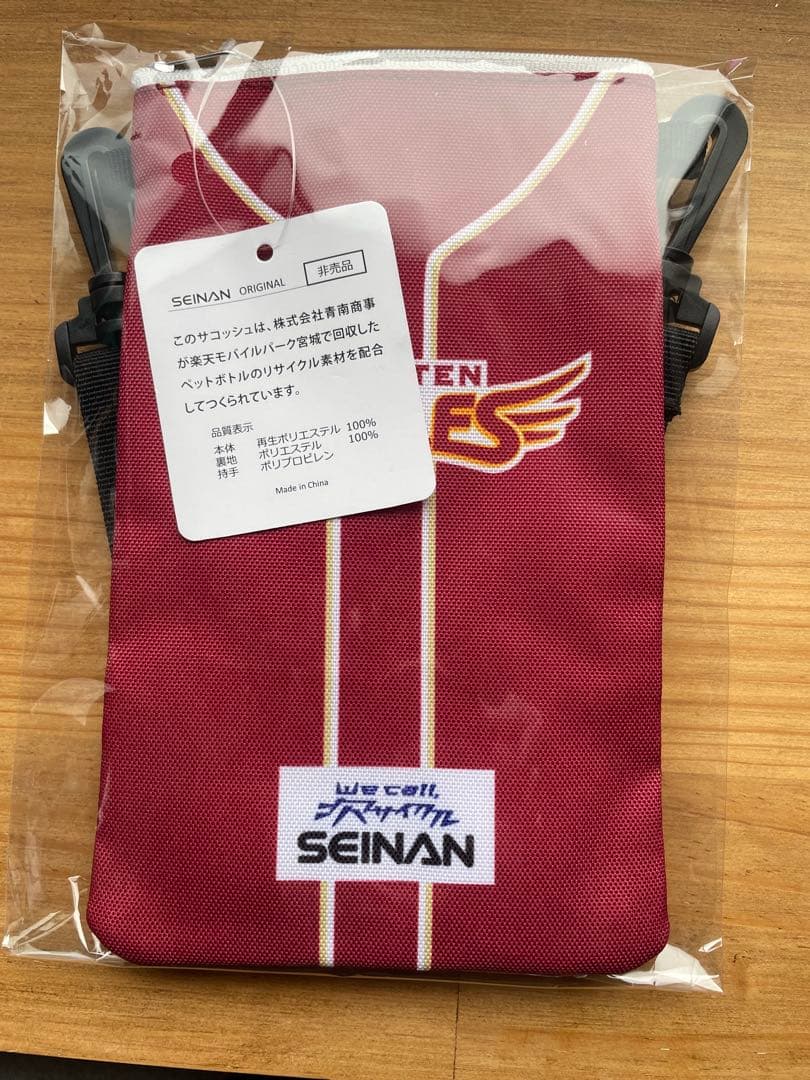 SEINAN ORIGINAL 非売品
このサコッシュは、株式会社青南商事
が楽天モバイルパーク宮城で回収した
ペットボトルのリサイクル素材を配合
してつくられています。
品質表示
本体 再生ポリエステル 100%
裏地 ポリエステル 100%
持手 ポリプロピレン
Made in China
TEN
ES
We call,
サイクル
SEINAN